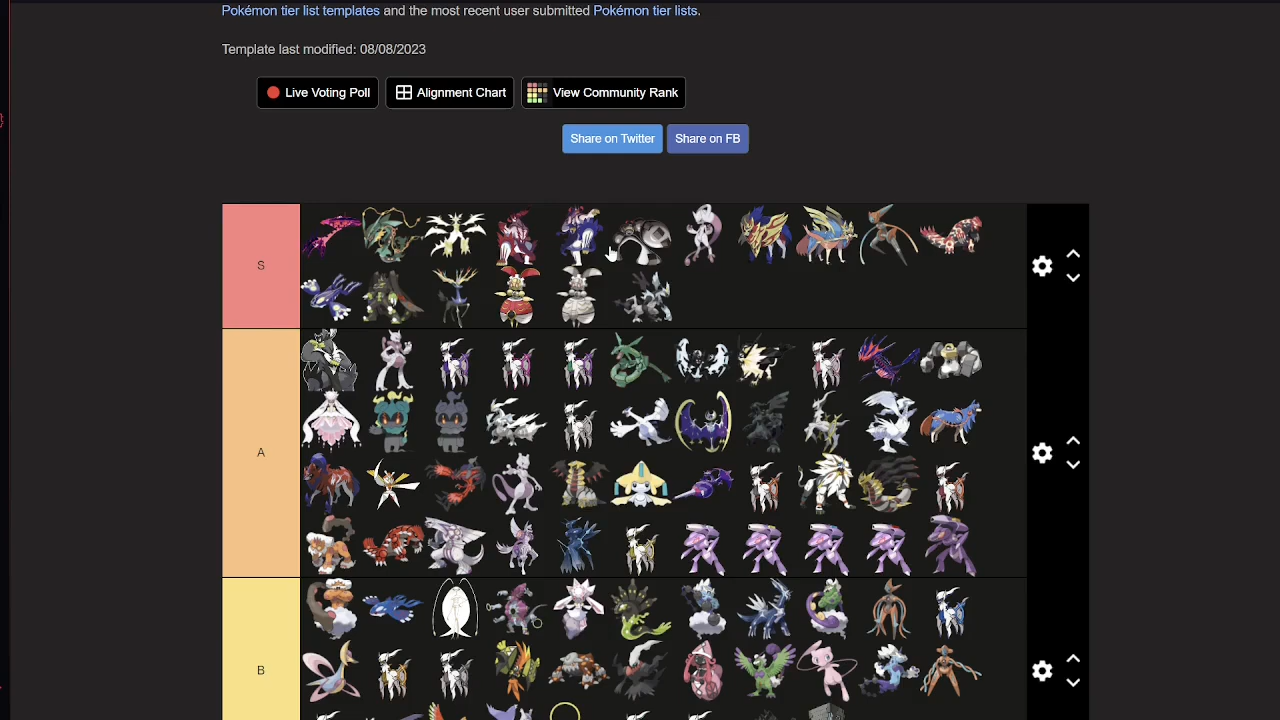 Pokémon tier list templates and the most recent user submitted Pokémon tier lists.
Template last modified: 08/08/2023
Live Voting Poll
Alignment Chart
View Community Rank
Share on Twitter
Share on FB
S
A
B